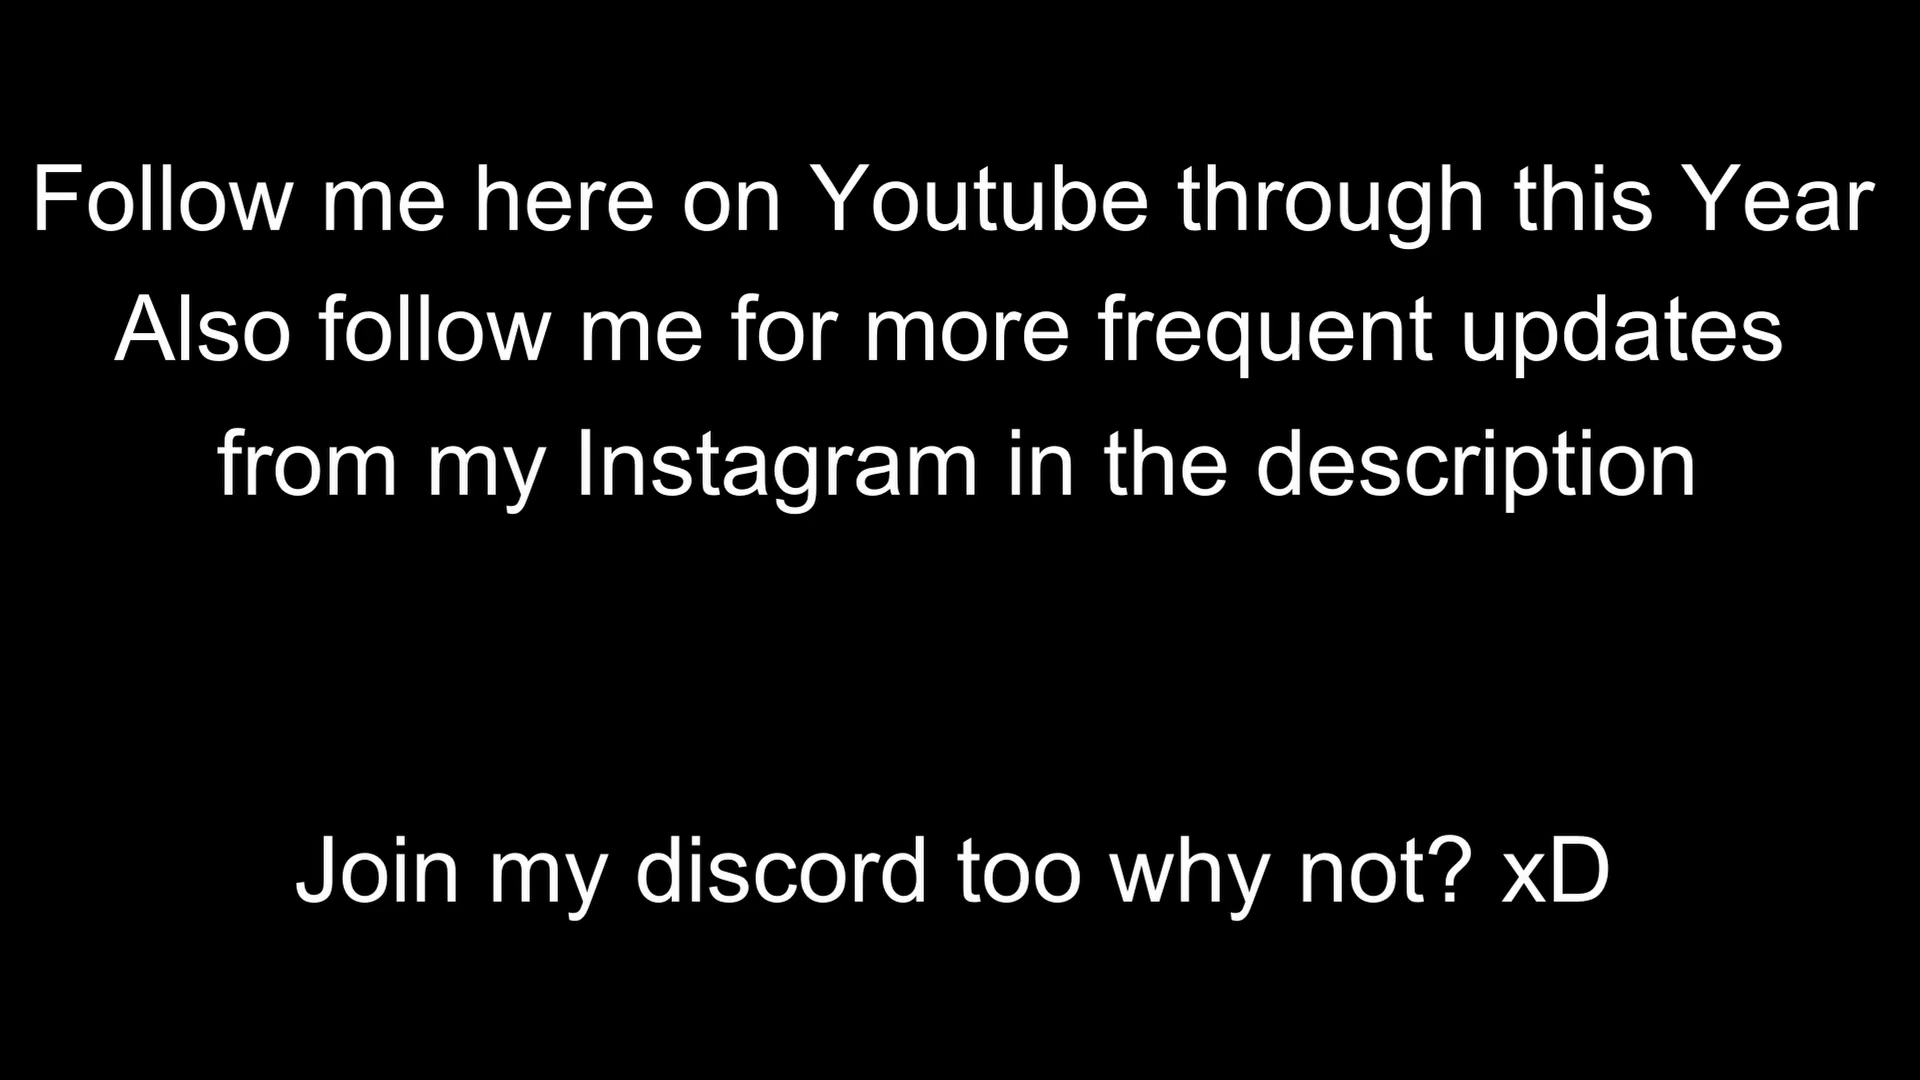 Follow me here on Youtube through this Year
Also follow me for more frequent updates
from my Instagram in the description
Join my discord too why not? xD